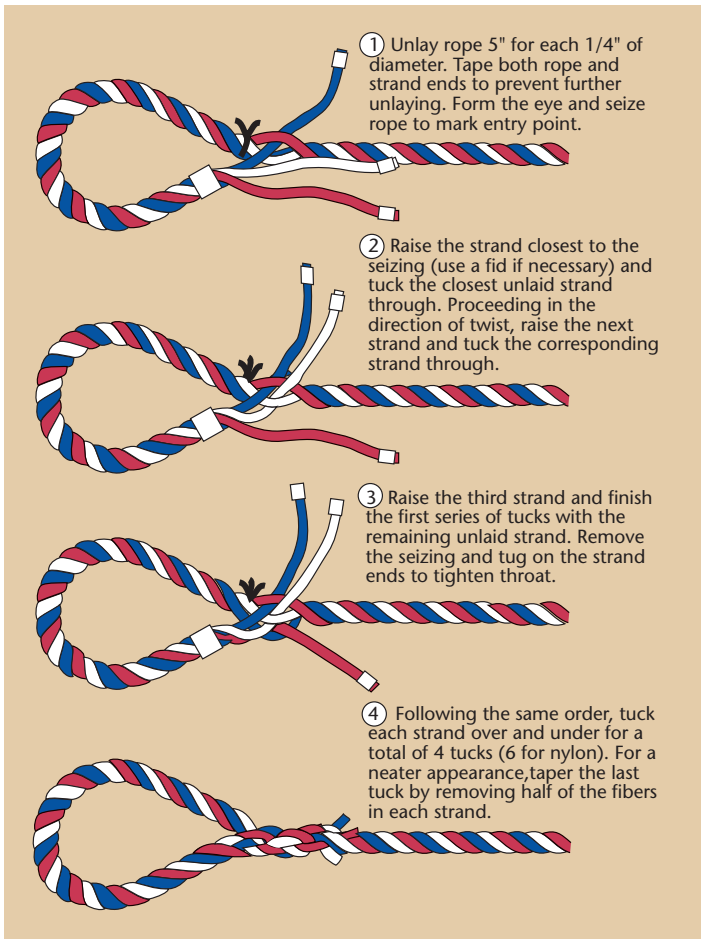 1 Unlay rope 5" for each 1/4" of
diameter. Tape both rope and
strand ends to prevent further
unlaying. Form the eye and seize
rope to mark entry point.
2 Raise the strand closest to the
seizing (use a fid if necessary) and
tuck the closest unlaid strand
through. Proceeding in the
direction of twist, raise the next
strand and tuck the corresponding
strand through.
3 Raise the third strand and finish
the first series of tucks with the
remaining unlaid strand. Remove
the seizing and tug on the strand
ends to tighten throat.
4 Following the same order, tuck
each strand over and under for a
total of 4 tucks (6 for nylon). For a
neater appearance,taper the last
tuck by removing half of the fibers
in each strand.